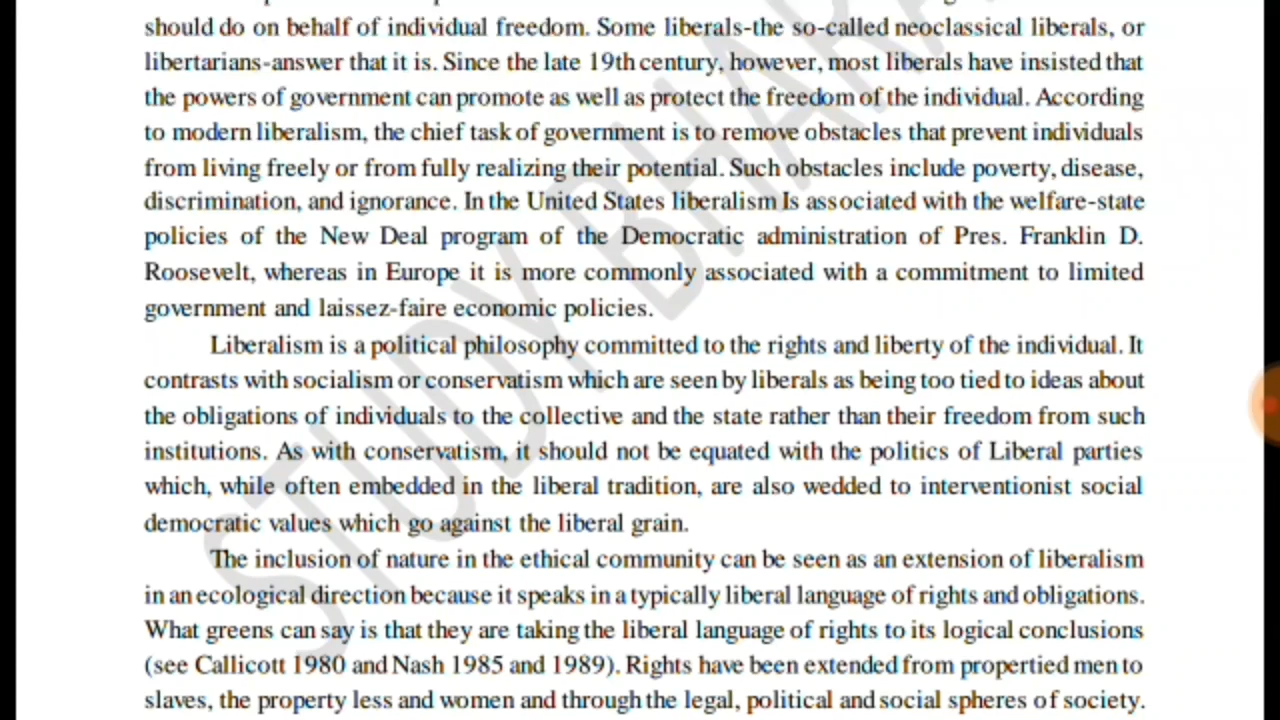 should do on behalf of individual freedom. Some liberals-the so-called neoclassical liberals, or
libertarians-answer that it is. Since the late 19th century, however, most liberals have insisted that
the powers of government can promote as well as protect the freedom of the individual. According
to modern liberalism, the chief task of government is to remove obstacles that prevent individuals
from living freely or from fully realizing their potential. Such obstacles include poverty, disease,
discrimination, and ignorance. In the United States liberalism Is associated with the welfare-state
policies of the New Deal program of the Democratic administration of Pres. Franklin D.
Roosevelt, whereas in Europe it is more commonly associated with a commitment to limited
government and laissez-faire economic policies.
Liberalism is a political philosophy committed to the rights and liberty of the individual. It
contrasts with socialism or conservatism which are seen by liberals as being too tied to ideas about
the obligations of individuals to the collective and the state rather than their freedom from such
institutions. As with conservatism, it should not be equated with the politics of Liberal parties
which, while often embedded in the liberal tradition, are also wedded to interventionist social
democratic values which go against the liberal grain.
The inclusion of nature in the ethical community can be seen as an extension of liberalism
in an ecological direction because it speaks in a typically liberal language of rights and obligations.
What greens can say is that they are taking the liberal language of rights to its logical conclusions
(see Callicott 1980 and Nash 1985 and 1989). Rights have been extended from propertied men to
slaves, the property less and women and through the legal, political and social spheres of society.
STUDY BHARA